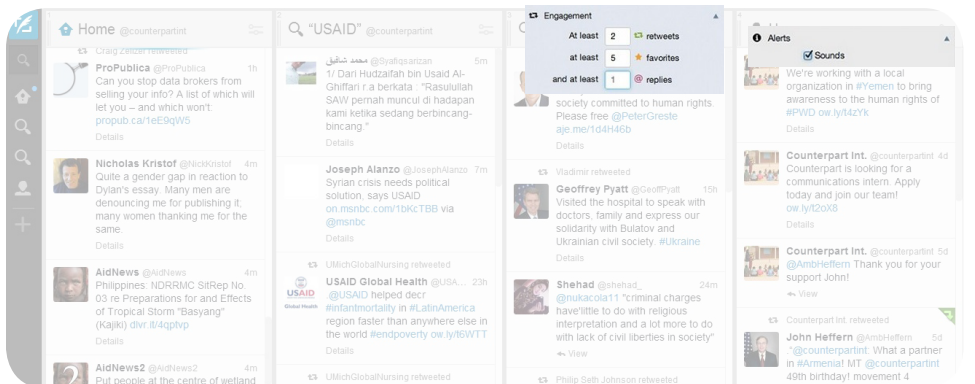 Home @counterpartint
Craig Zelizer retweeted
ProPublica @ProPublica 1h
Can you stop data brokers from
selling your info? A list of which will
let you – and which won't:
propub.ca/1eE9qW5
Details
Nicholas Kristof @NickKristof 4m
Quite a gender gap in reaction to
Dylan's essay. Many men are
denouncing me for publishing it;
many women thanking me for the
same.
Details
AidNews @AidNews 4m
Philippines: NDRRMC SitRep No.
03 re Preparations for and Effects
of Tropical Storm "Basyang"
(Kajiki) dlvr.it/4qpfvp
Details
AidNews2 @AidNews2 4m
Put people at the centre of wetland
2
"USAID" @counterpartint
محمد شافيق @Syafiqsarizan 5m
1/ Dari Hudzaifah bin Usaid Al-
Ghiffari r.a berkata : "Rasulullah
SAW pernah muncul di hadapan
kami ketika sedang berbincang-
bincang."
Details
Joseph Alanzo @JosephAlanzo 7m
Syrian crisis needs political
solution, says USAID
on.msnbc.com/1bKcTBB via
@msnbc
Details
UMichGlobalNursing retweeted
USAID Global Health @USA... 23h
.@USAID helped decr
#infantmortality in #LatinAmerica
region faster than anywhere else in
the world #endpoverty ow.ly/t6WTT
Details
UMichGlobalNursing retweeted
Engagement
At least 2 retweets
at least 5 favorites
and at least 1 replies
society committed to human rights.
Please free @PeterGreste
aje.me/1d4H46b
Details
Vladimir retweeted
Geoffrey Pyatt @GeoffPyatt 15h
Visited the hospital to speak with
doctors, family and express our
solidarity with Bulatov and
Ukrainian civil society. #Ukraine
Details
Shehad @shehad_ 24m
@nukacola11 "criminal charges
have'little to do with religious
interpretation and a lot more to do
with lack of civil liberties in society"
View
Philip Seth Johnson retweeted
Alerts
Sounds
We're working with a local
organization in #Yemen to bring
awareness to the human rights of
#PWD ow.ly/t4zYk
Details
Counterpart Int. @counterpartint 4d
Counterpart is looking for a
communications intern. Apply
today and join our team!
ow.ly/t2oX8
Details
Counterpart Int. @counterpartint 5d
@AmbHeffern Thank you for your
support John!
View
Counterpart Int. retweeted
John Heffern @AmbHeffern 5d
."@counterpartint: What a partner
in #Armenia! MT @counterpartint
49th birthday! movement 4